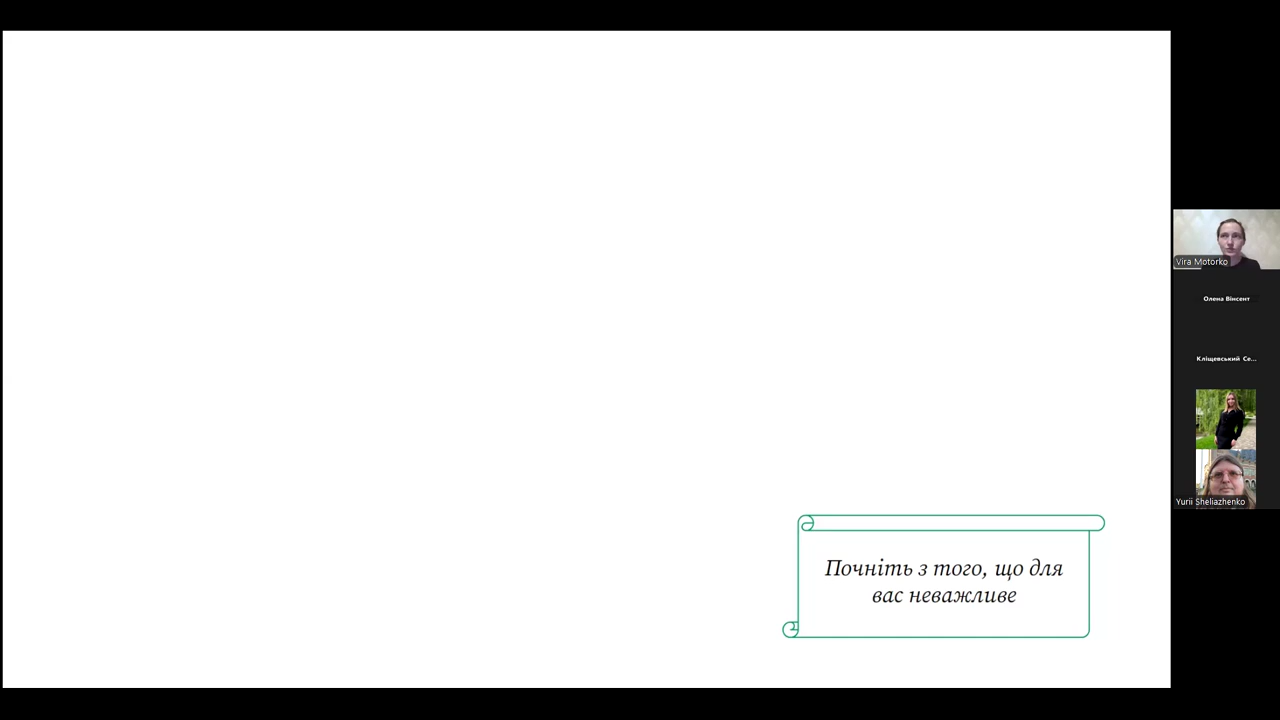 Vira Motorko
Олена Вінсент
Кліщевський Се...
Yurii Sheliazhenko
Почніть з того, що для
вас неважливе